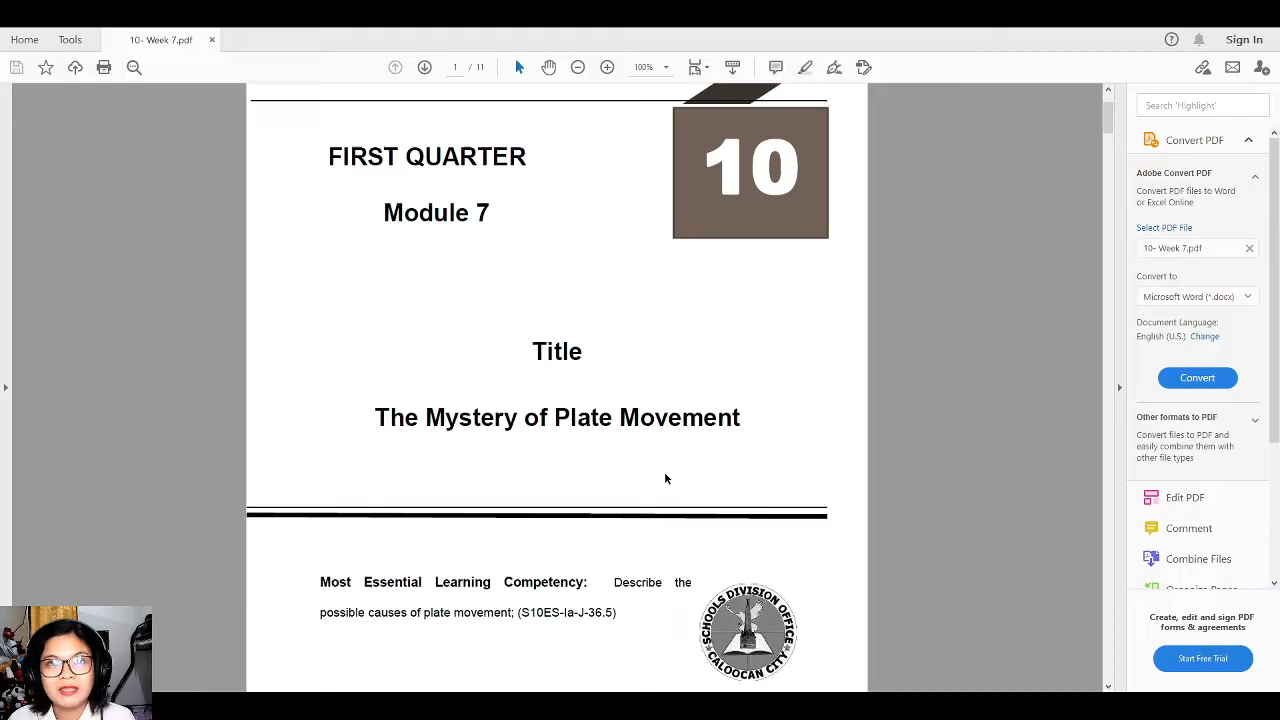 Home Tools 10- Week 7.pdf × Sign In
1 / 11 100%
10
FIRST QUARTER
Module 7
Title
The Mystery of Plate Movement
Most Essential Learning Competency: Describe the
possible causes of plate movement; (S10ES-Ia-J-36.5)
SCHOOLS DIVISION OFFICE
CALOOCAN CITY
Search 'Highlight'
Convert PDF
Adobe Convert PDF
Convert PDF files to Word
or Excel Online
Select PDF File
10- Week 7.pdf
Convert to
Microsoft Word (*.docx)
Document Language:
English (U.S.) Change
Convert
Other formats to PDF
Convert files to PDF and
easily combine them with
other file types
Edit PDF
Comment
Combine Files
Organize Pages
Create, edit and sign PDF
forms & agreements
Start Free Trial